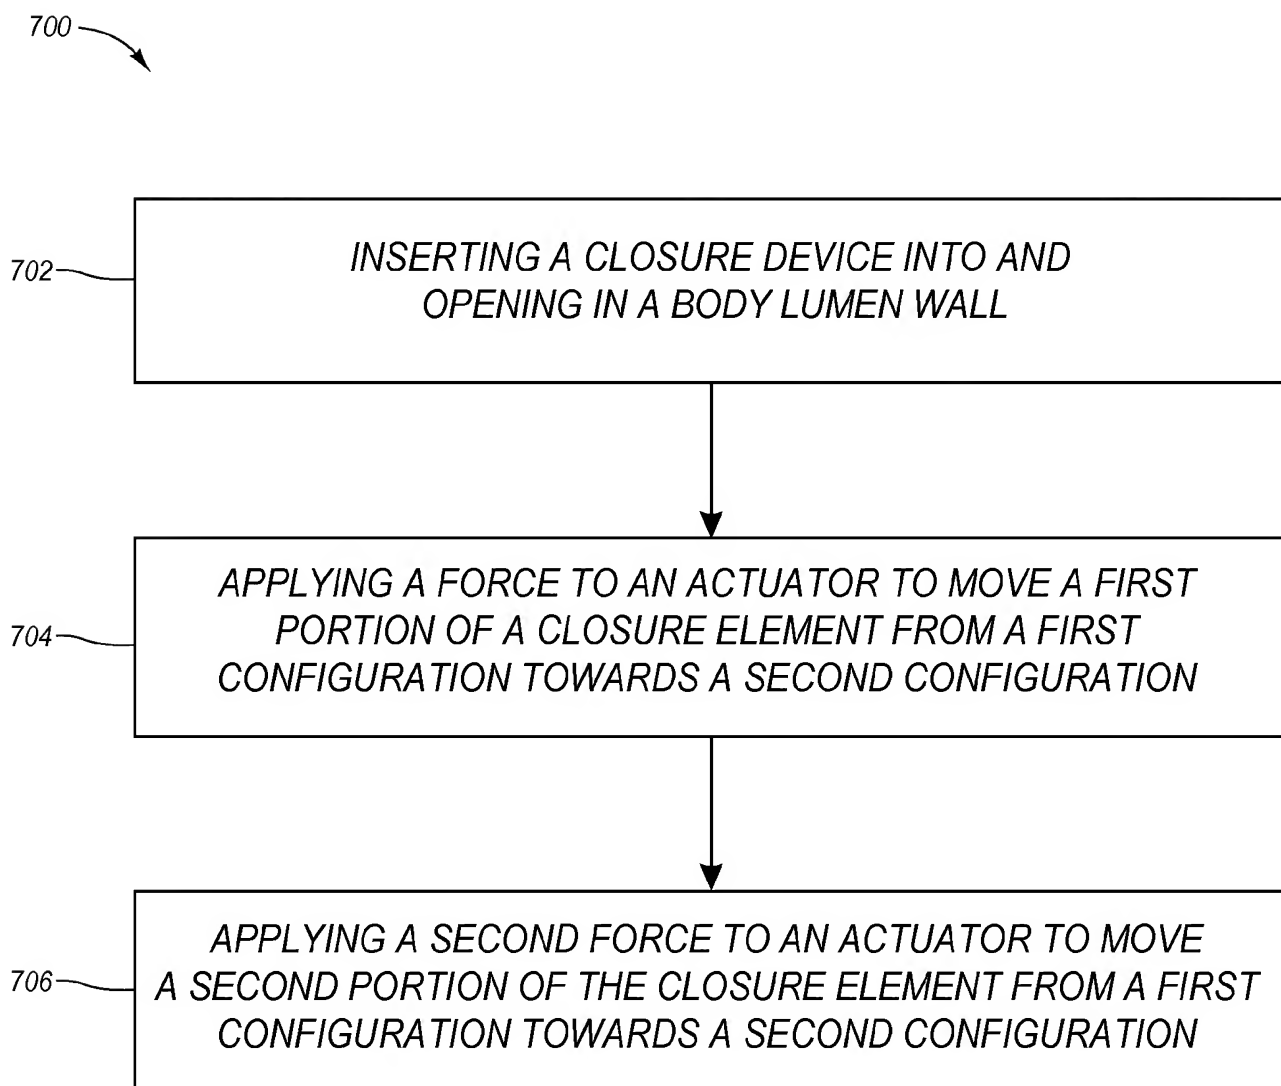 700
702
INSERTING A CLOSURE DEVICE INTO AND
OPENING IN A BODY LUMEN WALL
704
APPLYING A FORCE TO AN ACTUATOR TO MOVE A FIRST
PORTION OF A CLOSURE ELEMENT FROM A FIRST
CONFIGURATION TOWARDS A SECOND CONFIGURATION
706
APPLYING A SECOND FORCE TO AN ACTUATOR TO MOVE
A SECOND PORTION OF THE CLOSURE ELEMENT FROM A FIRST
CONFIGURATION TOWARDS A SECOND CONFIGURATION